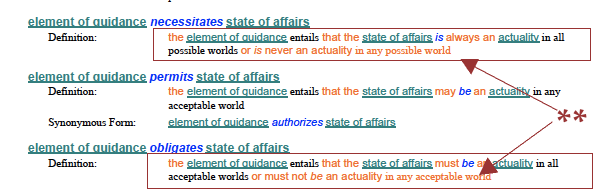 element of guidance necessitates state of affairs
Definition: the element of guidance entails that the state of affairs is always an actuality in all
possible worlds or is never an actuality in any possible world
element of guidance permits state of affairs
Definition: the element of guidance entails that the state of affairs may be an actuality in any
acceptable world
Synonymous Form: element of guidance authorizes state of affairs
**
element of guidance obligates state of affairs
Definition: the element of guidance entails that the state of affairs must be an actuality in all
acceptable worlds or must not be an actuality in any acceptable world